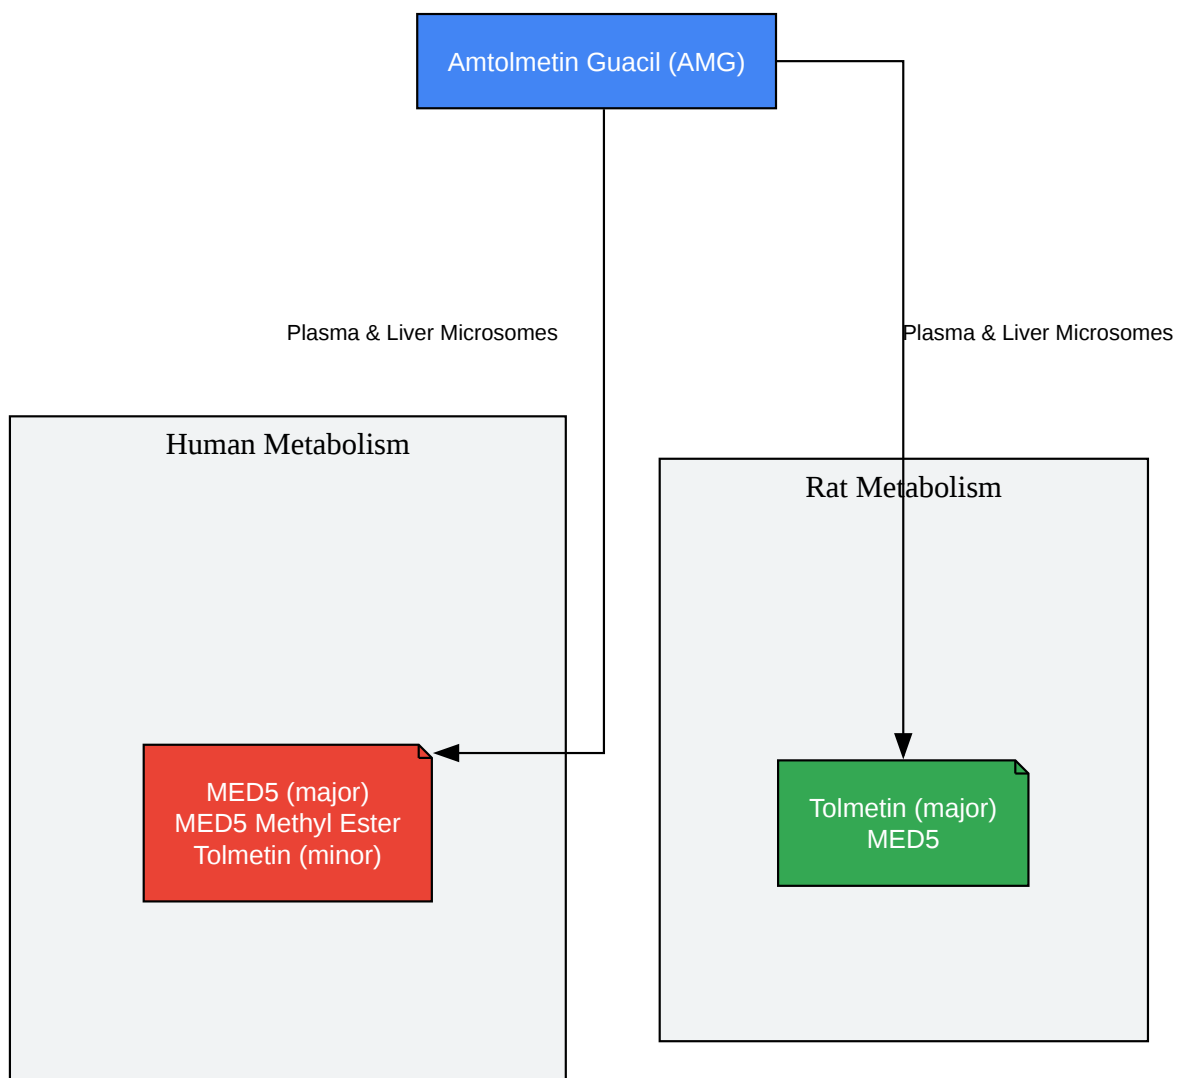 Amtolmetin Guacil (AMG)
Plasma & Liver Microsomes
Plasma & Liver Microsomes
Human Metabolism
MED5 (major)
MED5 Methyl Ester
Tolmetin (minor)
Rat Metabolism
Tolmetin (major)
MED5